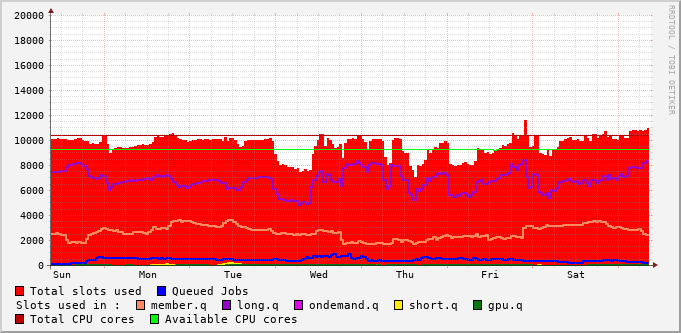 RRDTOOL / TOBI OETIKER
20000
18000
16000
14000
12000
10000
8000
6000
4000
2000
0
Sun Mon Tue Wed Thu Fri Sat
Total slots used Queued Jobs
Slots used in : member.q long.q ondemand.q short.q gpu.q
Total CPU cores Available CPU cores